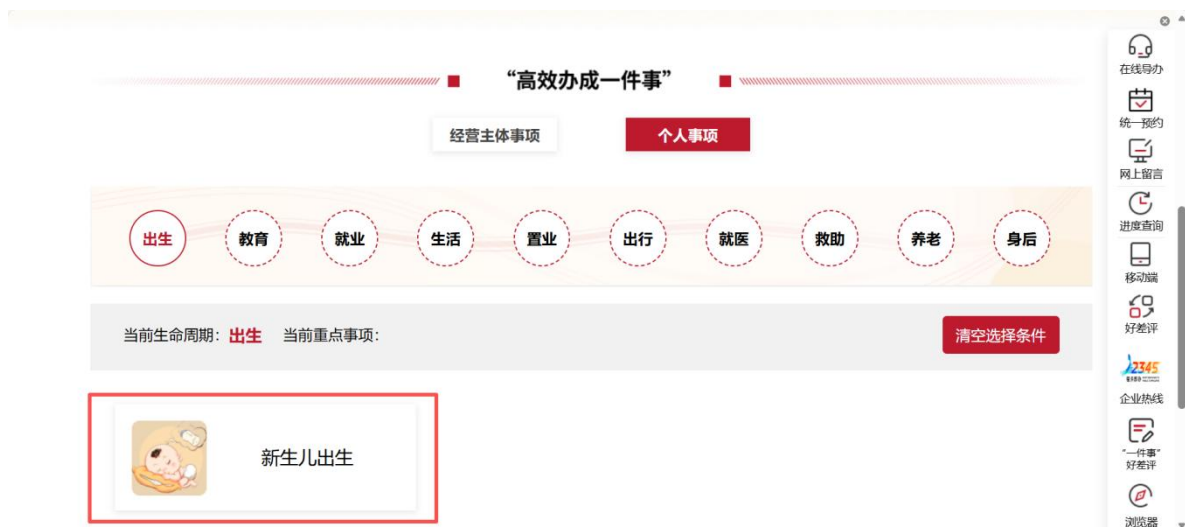 “高效办成一件事”
经营主体事项
个人事项
出生
教育
就业
生活
置业
出行
就医
救助
养老
身后
当前生命周期：出生 当前重点事项：
清空选择条件
新生儿出生
在线导办
统一预约
网上留言
进度查询
移动端
好差评
12345
企业热线
“一件事”
好差评
浏览器